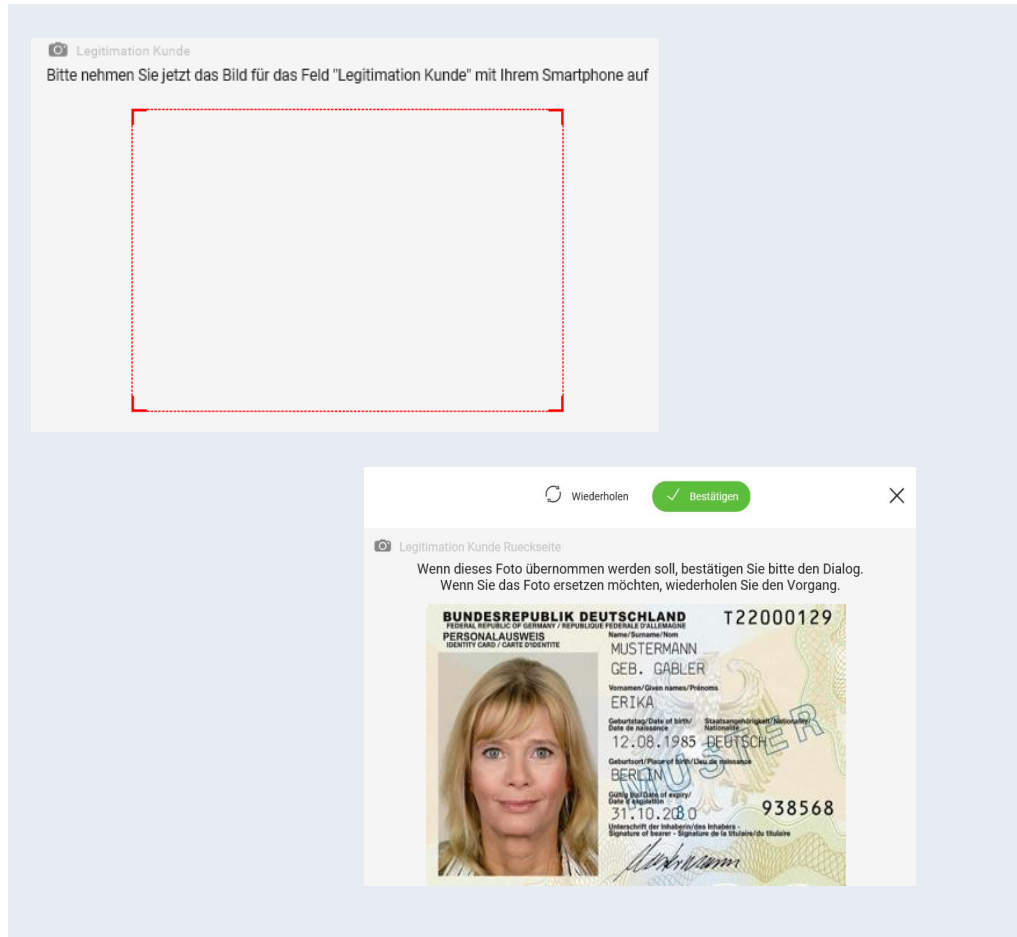 Legitimation Kunde
Bitte nehmen Sie jetzt das Bild für das Feld "Legitimation Kunde" mit Ihrem Smartphone auf
Wiederholen
Bestätigen
Legitimation Kunde Rueckseite
Wenn dieses Foto übernommen werden soll, bestätigen Sie bitte den Dialog.
Wenn Sie das Foto ersetzen möchten, wiederholen Sie den Vorgang.
BUNDESREPUBLIK DEUTSCHLAND
FEDERAL REPUBLIC OF GERMANY / REPUBLIQUE FEDERALE D'ALLEMAGNE
PERSONALAUSWEIS
IDENTITY CARD / CARTE D'IDENTITE
T22000129
Name/Surname/Nom
MUSTERMANN
GEB. GABLER
Vornamen/Given names/Prénoms
ERIKA
Geburtstag/Date of birth/
Date de naissance
Staatsangehörigkeit/Nationality/
Nationalité
12.08.1985 DEUTSCH
Geburtsort/Place of birth/Lieu de naissance
BERLIN
Gültig bis/Date of expiry/
Date d'expiration
31.10.20 0
938568
Unterschrift der Inhaberin/des Inhabers -
Signature of bearer - Signature de la titulaire/du titulaire
Mustermann
MUSTER